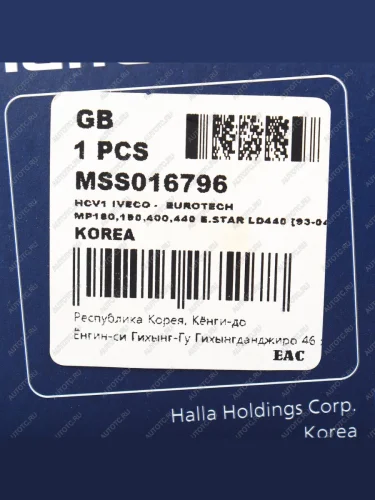 GB
1 PCS
MSS016796
HCV1 IVECO - EUROTECH
MP180,190,400,440 E.STAR LD440 [93-04
KOREA
Республика Корея, Кёнги-до
Ёнгин-си Гихынг-Гу Гихынгданджиро 46
EAC
Halla Holdings Corp.
Korea